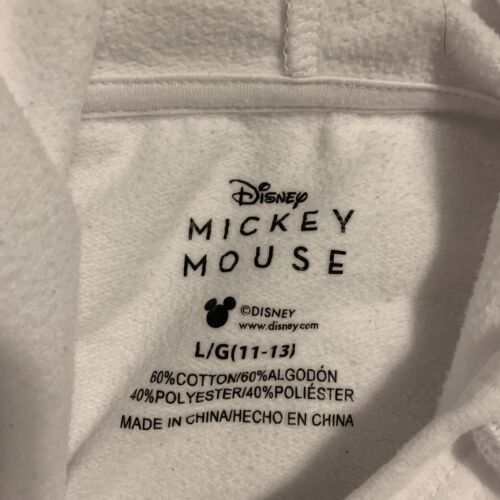 Disney
MICKEY
MOUSE
©DISNEY
www.disney.com
L/G(11-13)
60%COTTON/60%ALGODÓN
40%POLYESTER/40%POLIÉSTER
MADE IN CHINA/HECHO EN CHINA